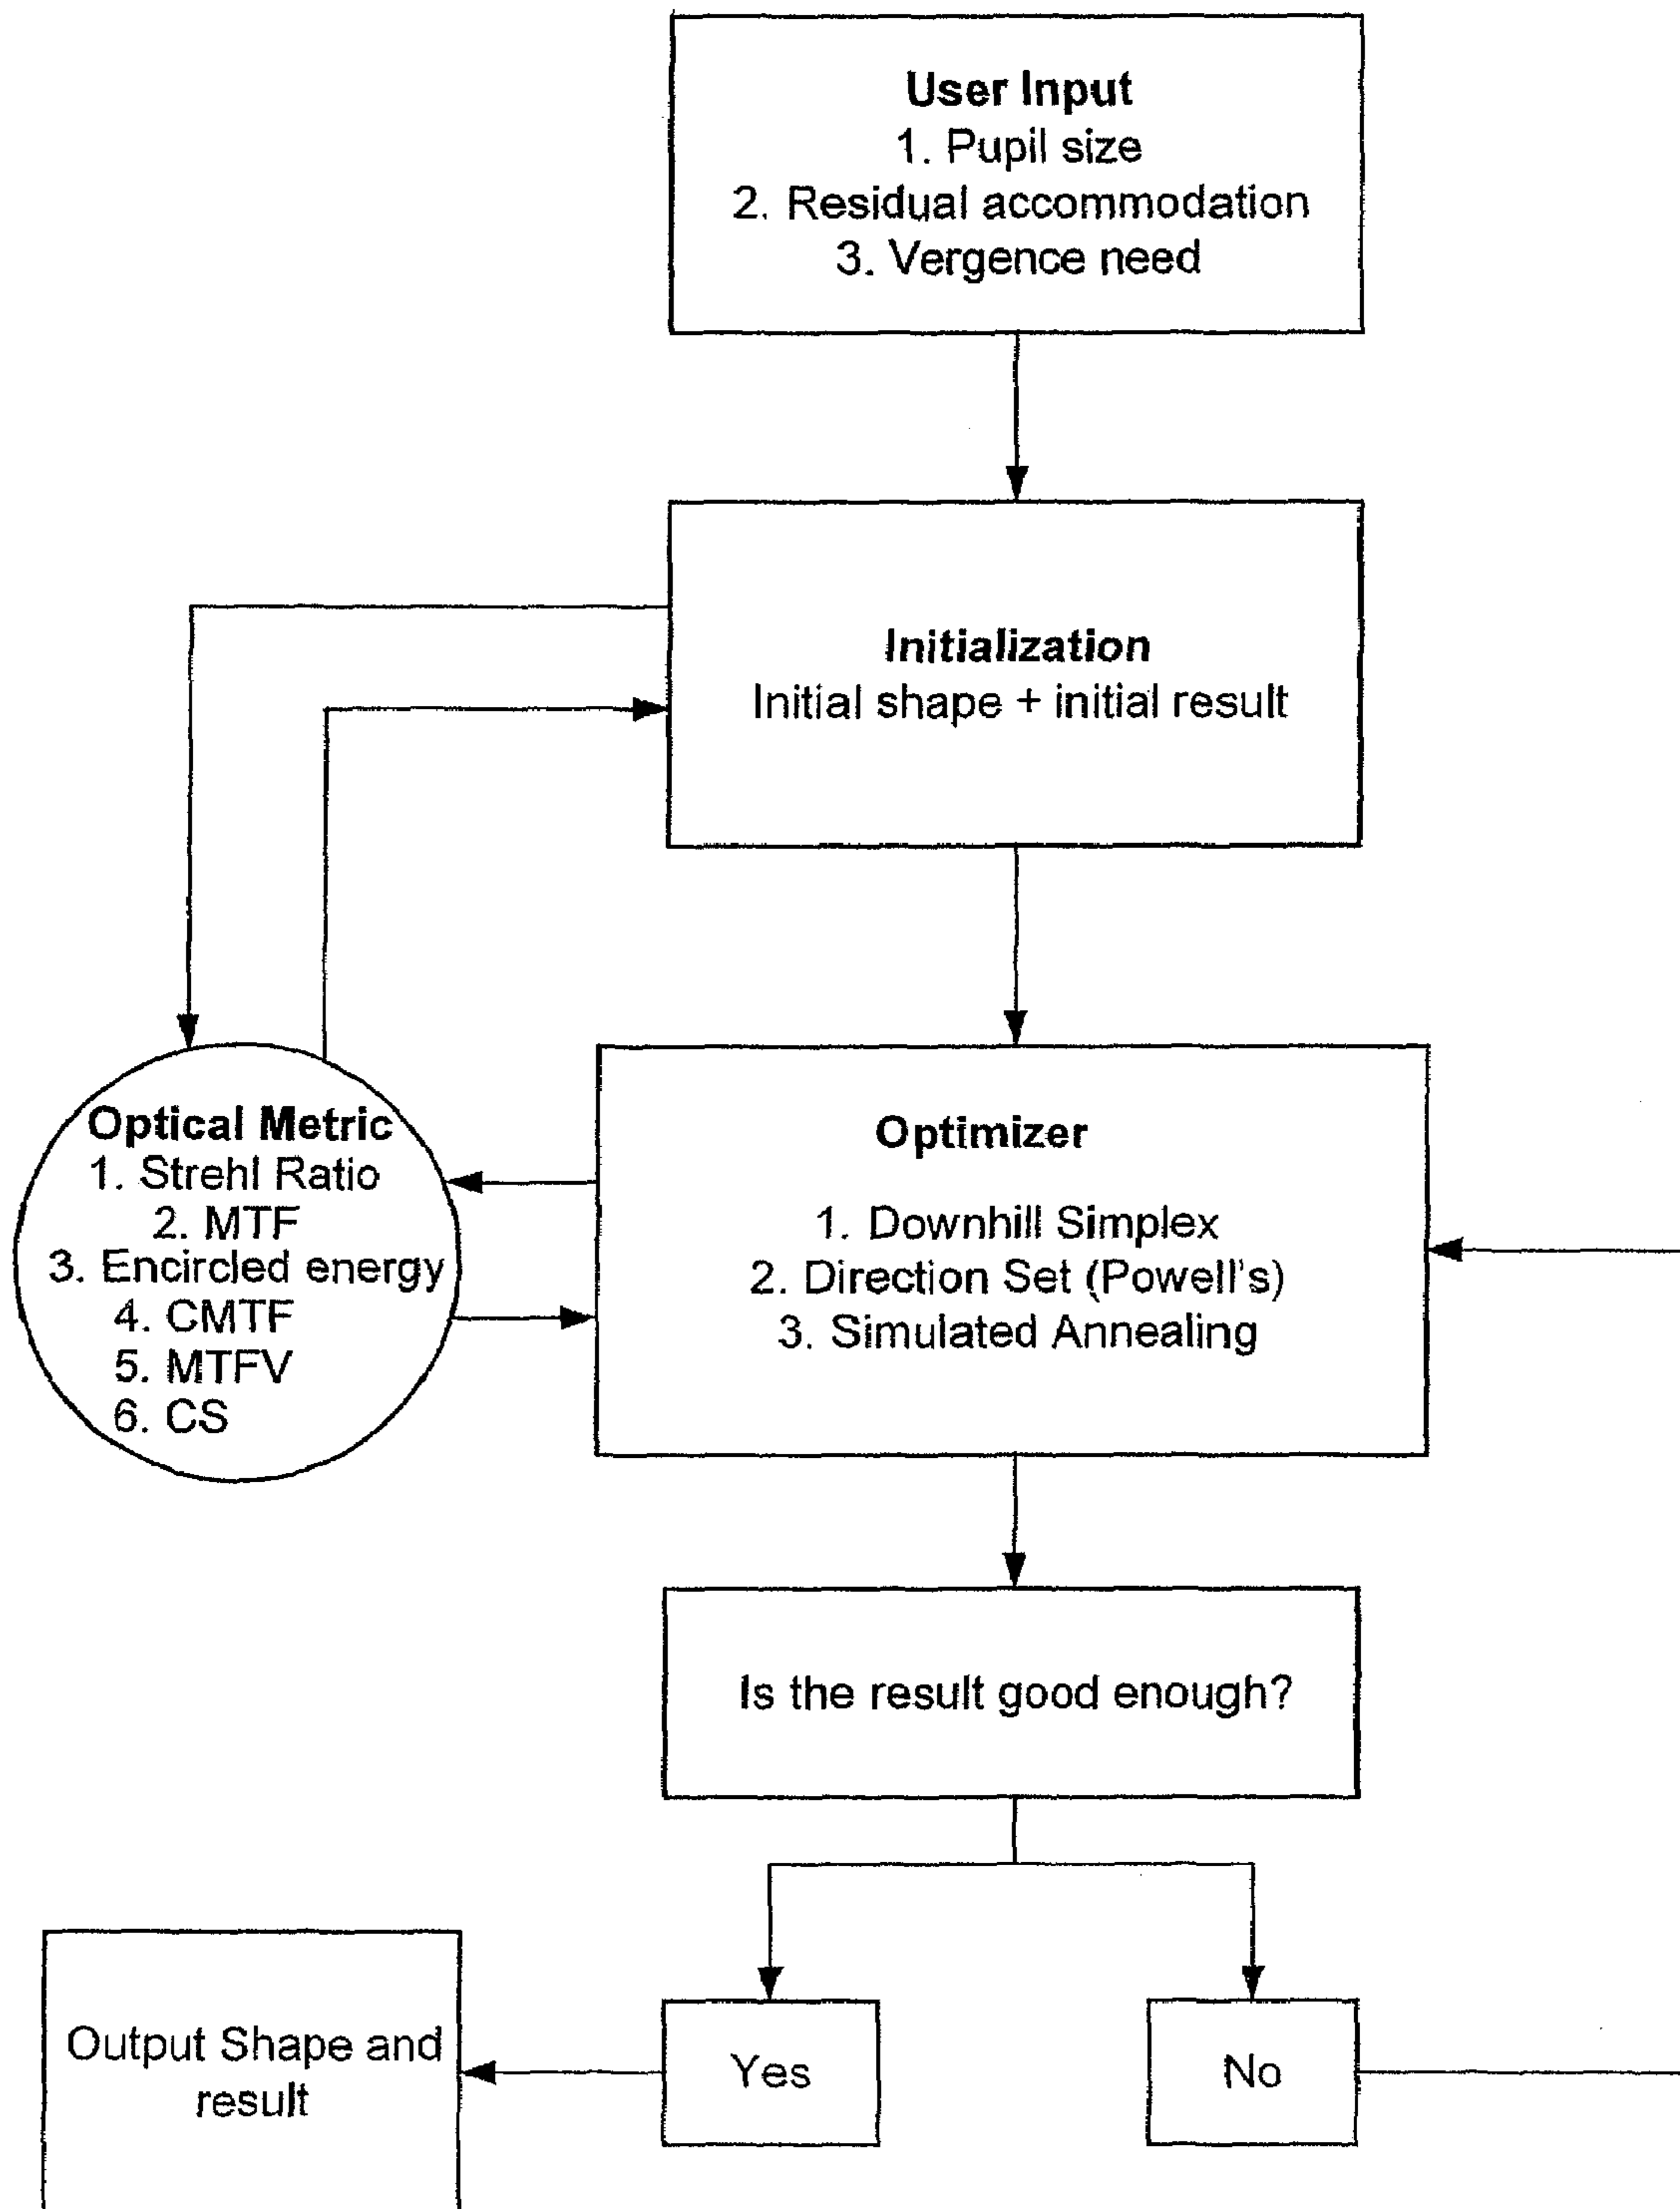 User Input
1. Pupil size
2. Residual accommodation
3. Vergence need
Initialization
Initial shape + initial result
Optical Metric
1. Strehl Ratio
2. MTF
3. Encircled energy
4. CMTF
5. MTFV
6. CS
Optimizer
1. Downhill Simplex
2. Direction Set (Powell's)
3. Simulated Annealing
Is the result good enough?
Output Shape and
result
Yes
No